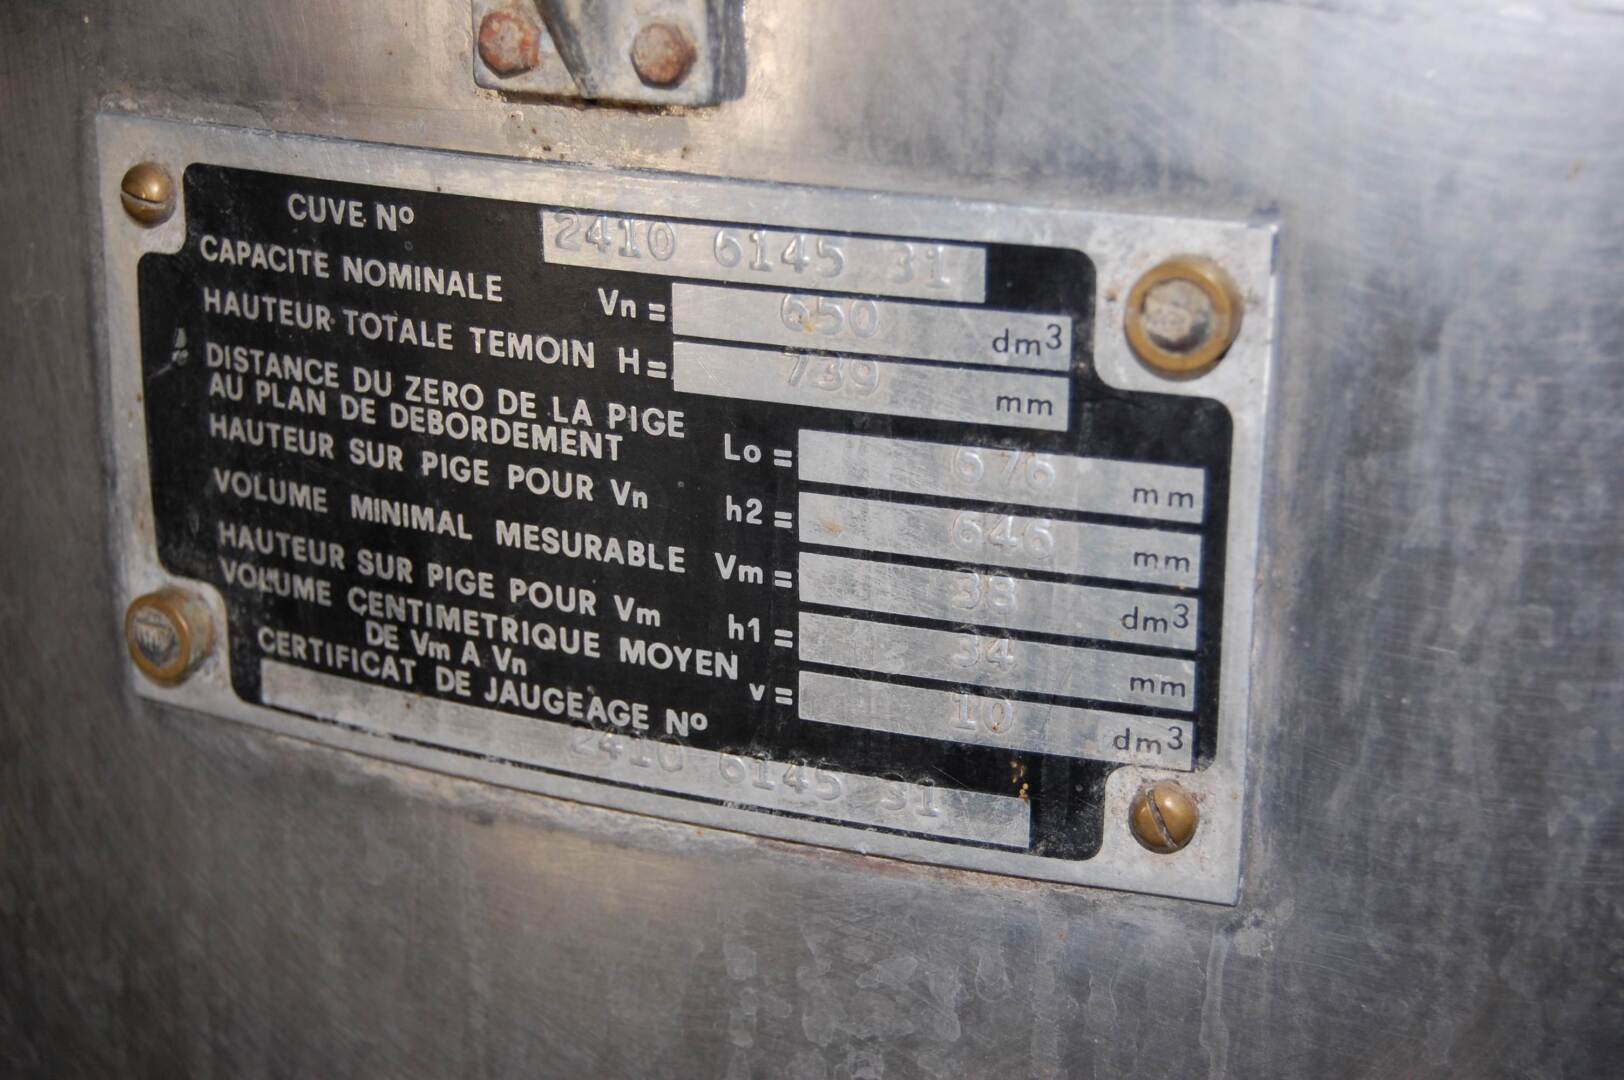 CUVE Nº 2410 6145 31
CAPACITE NOMINALE Vn = 650 dm3
HAUTEUR TOTALE TEMOIN H = 739 mm
DISTANCE DU ZERO DE LA PIGE
AU PLAN DE DEBORDEMENT Lo = 676 mm
HAUTEUR SUR PIGE POUR Vn h2 = 646 mm
VOLUME MINIMAL MESURABLE Vm = 38 dm3
HAUTEUR SUR PIGE POUR Vm h1 = 34 mm
VOLUME CENTIMETRIQUE MOYEN
DE Vm A Vn v = 10 dm3
CERTIFICAT DE JAUGEAGE Nº
2410 6145 31